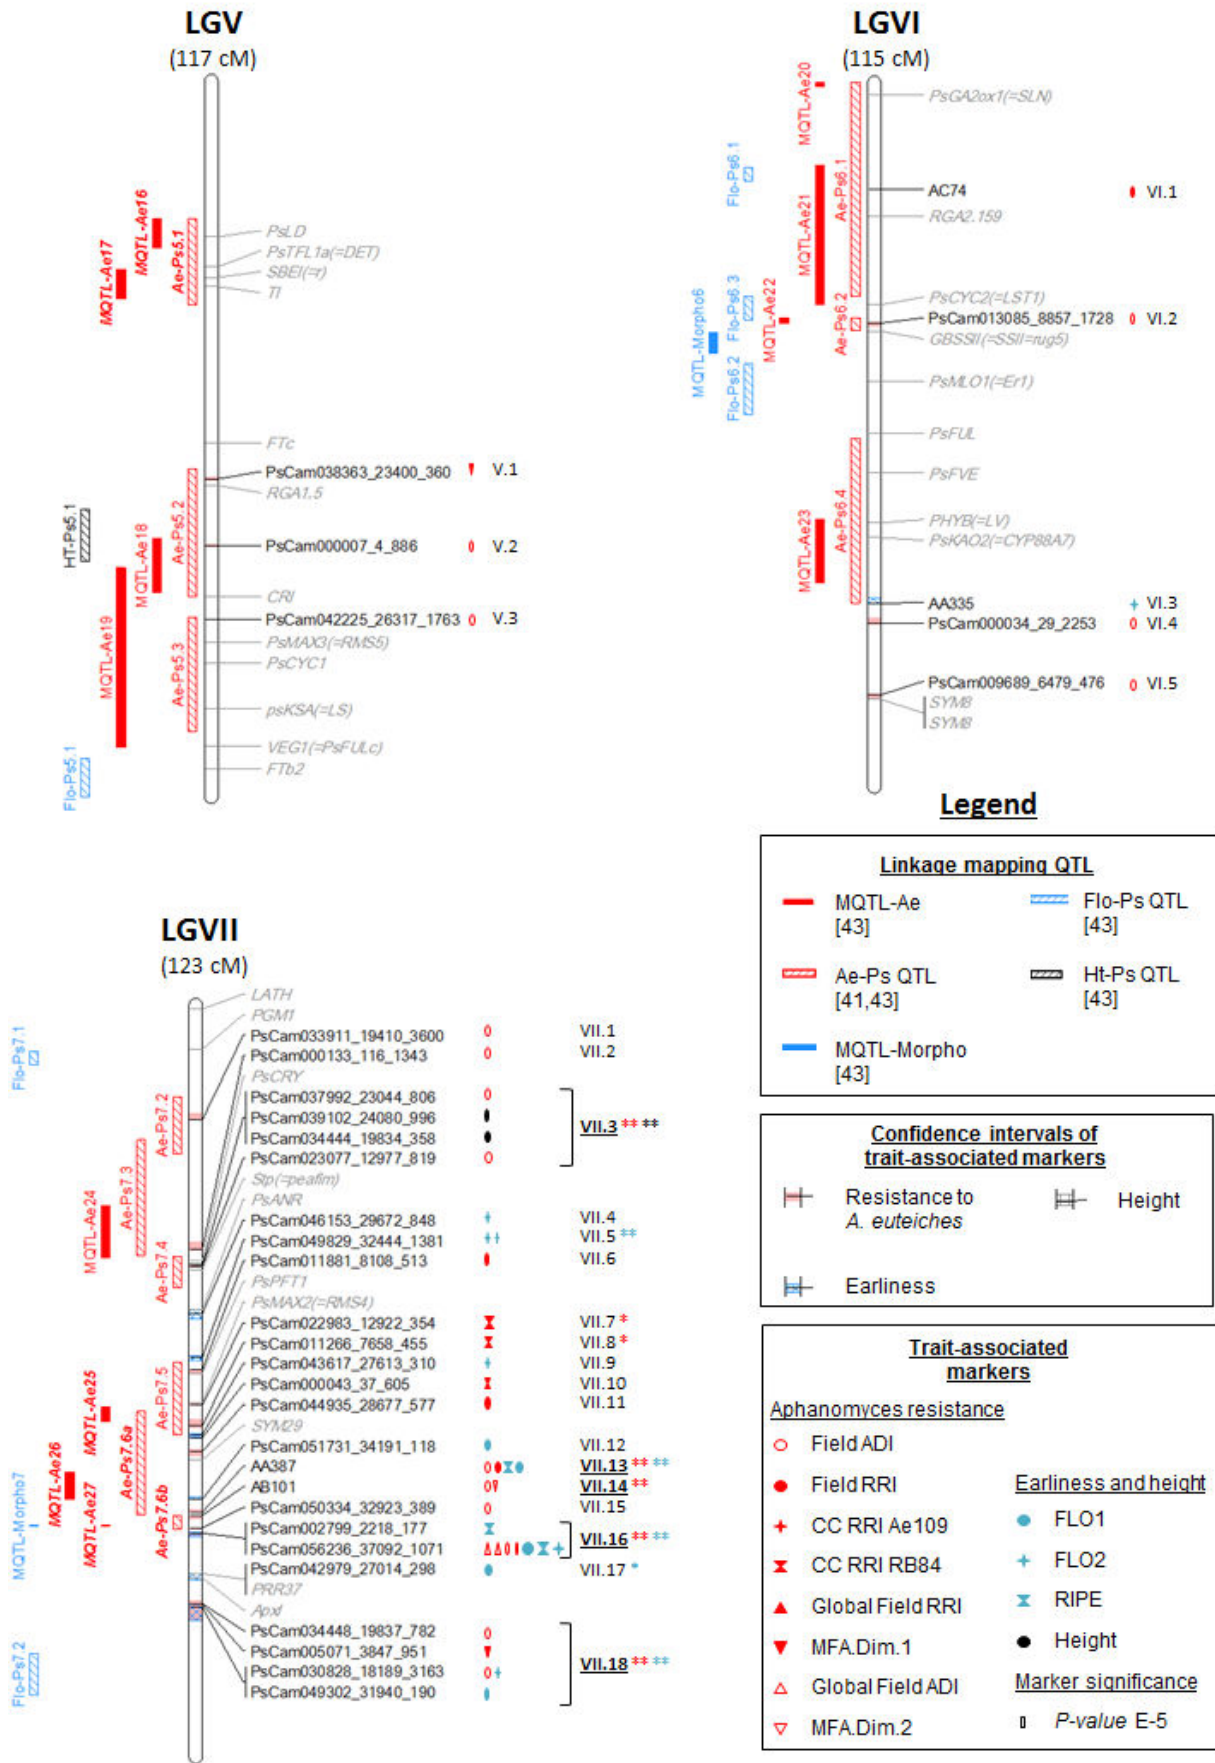 LGV
(117 cM)
MQTL-Ae17
MQTL-Ae16
Ae-Ps5.1
PsLD
PsTFL1a(=DET)
SBEI(=r)
TI
FTc
PsCam038363_23400_360 V.1
RGA1.5
HT-Ps5.1
MQTL-Ae18
Ae-Ps5.2
PsCam000007_4_886 V.2
CRI
PsCam042225_26317_1763 V.3
MQTL-Ae19
Ae-Ps5.3
PsMAX3(=RMS5)
PsCYC1
psKSA(=LS)
VEG1(=PsFULc)
FTb2
Flo-Ps5.1
LGVI
(115 cM)
MQTL-Ae20
PsGA2ox1(=SLN)
Flo-Ps6.1
MQTL-Ae21
Ae-Ps6.1
AC74 VI.1
RGA2.159
PsCYC2(=LST1)
MQTL-Morpho6
Flo-Ps6.3
Flo-Ps6.2
MQTL-Ae22
Ae-Ps6.2
PsCam013085_8857_1728 VI.2
GBSSII(=SSII=rug5)
PsMLO1(=Er1)
PsFUL
PsFVE
MQTL-Ae23
Ae-Ps6.4
PHYB(=LV)
PsKAO2(=CYP88A7)
AA335 VI.3
PsCam000034_29_2253 VI.4
PsCam009689_6479_476 VI.5
SYM8
SYM8
LGVII
(123 cM)
LATH
PGM1
Flo-Ps7.1
PsCam033911_19410_3600 VII.1
PsCam000133_116_1343 VII.2
PsCRY
Ae-Ps7.2
PsCam037992_23044_806
PsCam039102_24080_996
VII.3 ** **
PsCam034444_19834_358
PsCam023077_12977_819
Ae-Ps7.3
MQTL-Ae24
Stp(=peafim)
PsANR
PsCam046153_29672_848 VII.4
PsCam049829_32444_1381 VII.5 **
PsCam011881_8108_513 VII.6
Ae-Ps7.4
PsPFT1
PsMAX2(=RMS4)
PsCam022983_12922_354 VII.7 *
PsCam011266_7658_455 VII.8 *
PsCam043617_27613_310 VII.9
PsCam000043_37_605 VII.10
PsCam044935_28677_577 VII.11
MQTL-Ae25
Ae-Ps7.5
SYM29
PsCam051731_34191_118 VII.12
AA387 VII.13 ** **
AB101 VII.14 **
PsCam050334_32923_389 VII.15
MQTL-Morpho7
MQTL-Ae26
MQTL-Ae27
Ae-Ps7.6a
Ae-Ps7.6b
PsCam002799_2218_177
VII.16 ** **
PsCam056236_37092_1071
PsCam042979_27014_298 VII.17 *
PRR37
Apxl
PsCam034448_19837_782
PsCam005071_3847_951
VII.18 ** **
PsCam030828_18189_3163
PsCam049302_31940_190
Flo-Ps7.2
Legend
Linkage mapping QTL
MQTL-Ae
[43]
Flo-Ps QTL
[43]
Ae-Ps QTL
[41,43]
Ht-Ps QTL
[43]
MQTL-Morpho
[43]
Confidence intervals of
trait-associated markers
Resistance to
A. euteiches
Height
Earliness
Trait-associated
markers
Aphanomyces resistance
Field ADI
Field RRI
CC RRI Ae109
CC RRI RB84
Global Field RRI
MFA.Dim.1
Global Field ADI
MFA.Dim.2
Earliness and height
FLO1
FLO2
RIPE
Height
Marker significance
P-value E-5